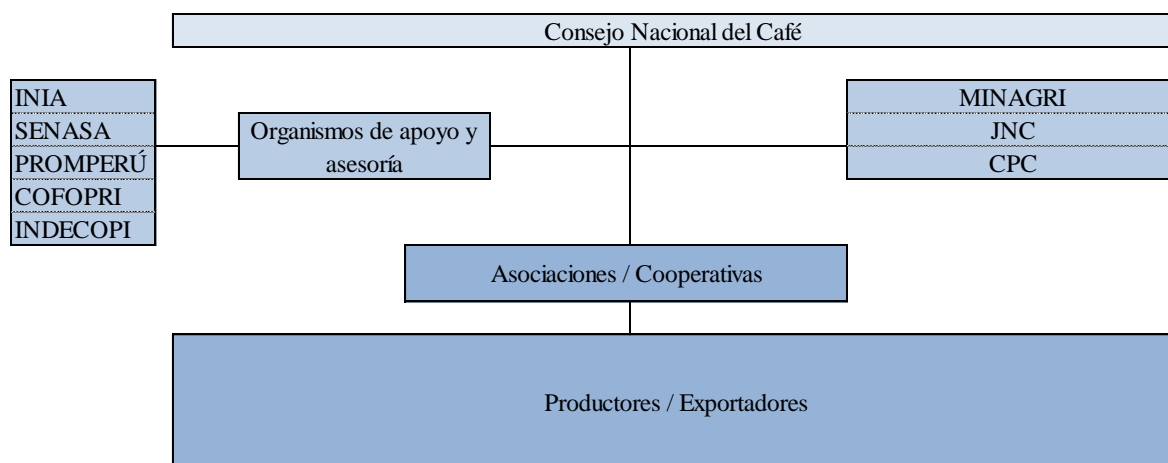 Consejo Nacional del Café
INIA
SENASA
PROMPERÚ
COFOPRI
INDECOPI
Organismos de apoyo y
asesoría
MINAGRI
JNC
CPC
Asociaciones / Cooperativas
Productores / Exportadores